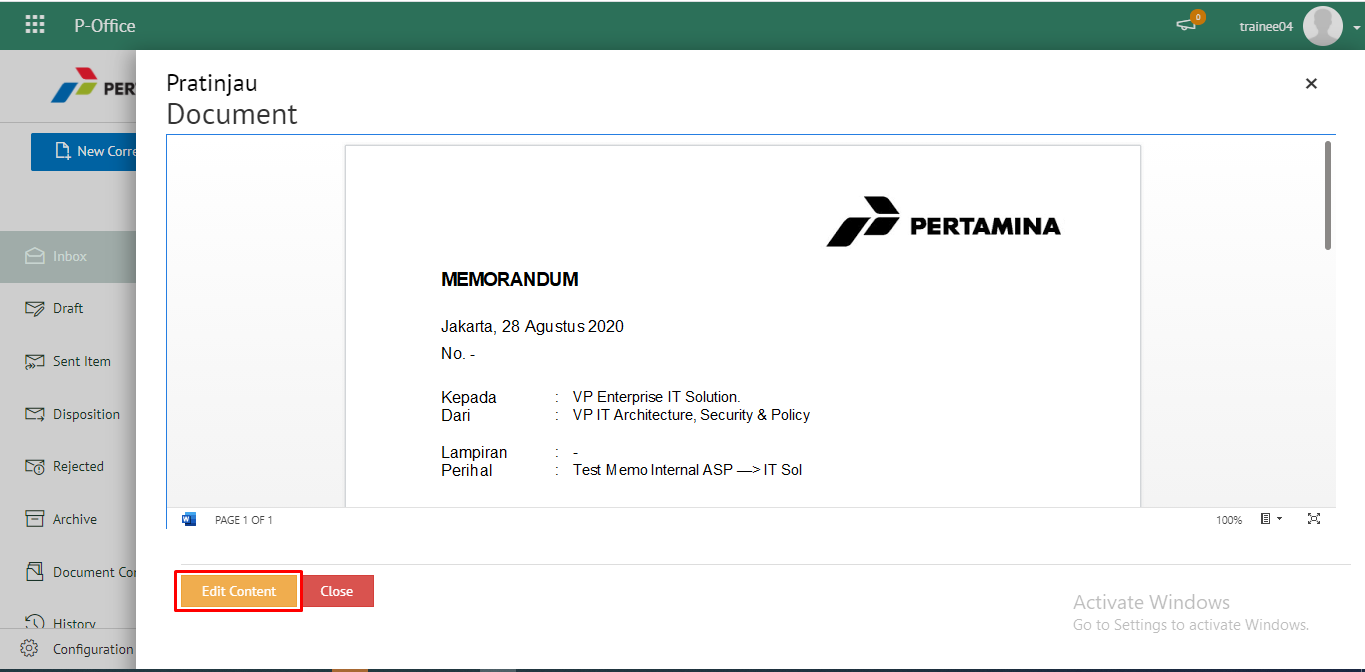 P-Office
0
trainee04
PER
New Corre
Inbox
Draft
Sent Item
Disposition
Rejected
Archive
Document Con
History
Configuration
Pratinjau
Document
PERTAMINA
MEMORANDUM
Jakarta, 28 Agustus 2020
No. -
Kepada : VP Enterprise IT Solution.
Dari : VP IT Architecture, Security & Policy
Lampiran : -
Perihal : Test Memo Internal ASP —> IT Sol
PAGE 1 OF 1
100%
Edit Content
Close
Activate Windows
Go to Settings to activate Windows.